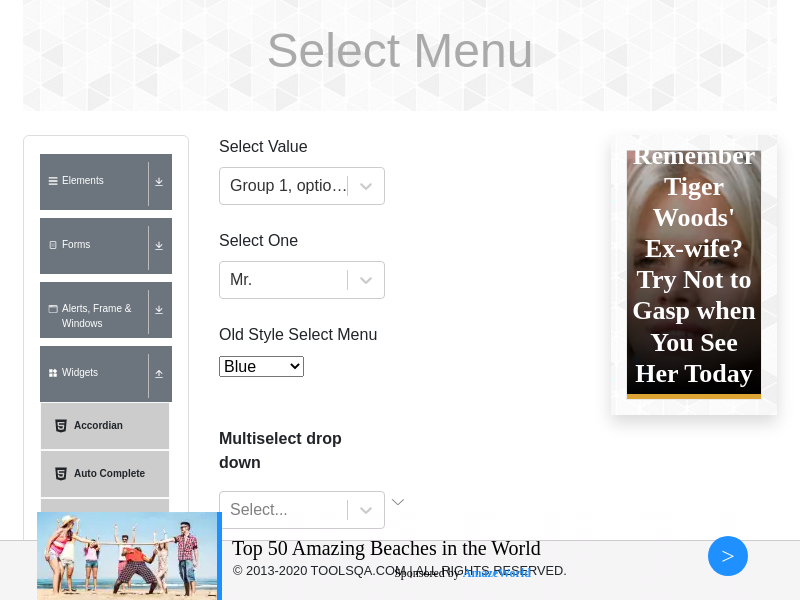 Select Menu
Elements
Forms
Alerts, Frame &
Windows
Widgets
Accordian
Auto Complete
Select Value
Group 1, optio...
Select One
Mr.
Old Style Select Menu
Blue
Multiselect drop
down
Select...
Remember
Tiger
Woods'
Ex-wife?
Try Not to
Gasp when
You See
Her Today
Top 50 Amazing Beaches in the World
© 2013-2020 TOOLSQA.COM | ALL RIGHTS RESERVED.
Sponsored by AmazeWorld
>